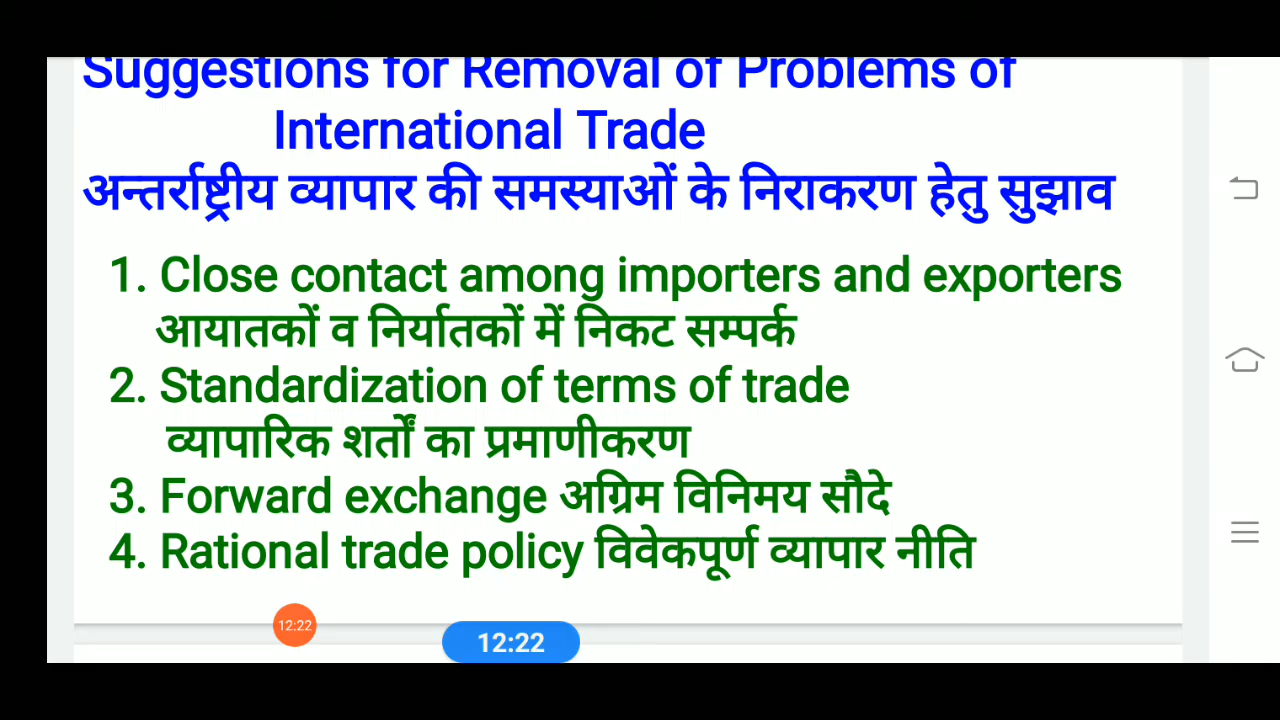 Suggestions for Removal of Problems of
International Trade
अन्तर्राष्ट्रीय व्यापार की समस्याओं के निराकरण हेतु सुझाव
1. Close contact among importers and exporters
आयातकों व निर्यातकों में निकट सम्पर्क
2. Standardization of terms of trade
व्यापारिक शर्तों का प्रमाणीकरण
3. Forward exchange अग्रिम विनिमय सौदे
4. Rational trade policy विवेकपूर्ण व्यापार नीति
12:22
12:22